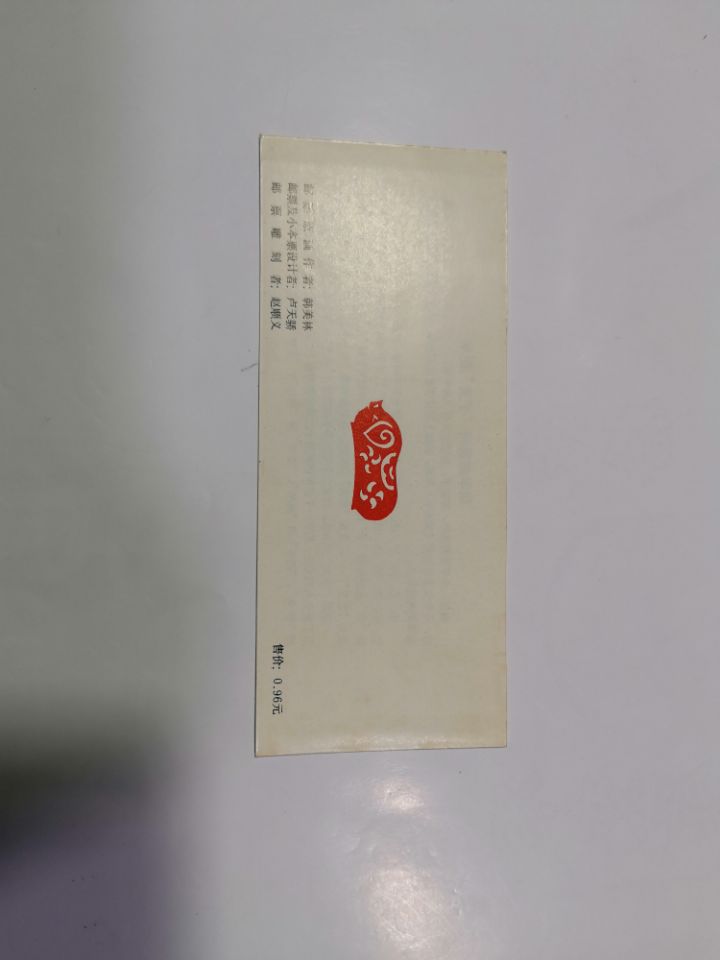 邮票原画作者：韩美林
邮票及小本票设计者：卢天骄
邮票雕刻者：赵顺义
售价：0.96元